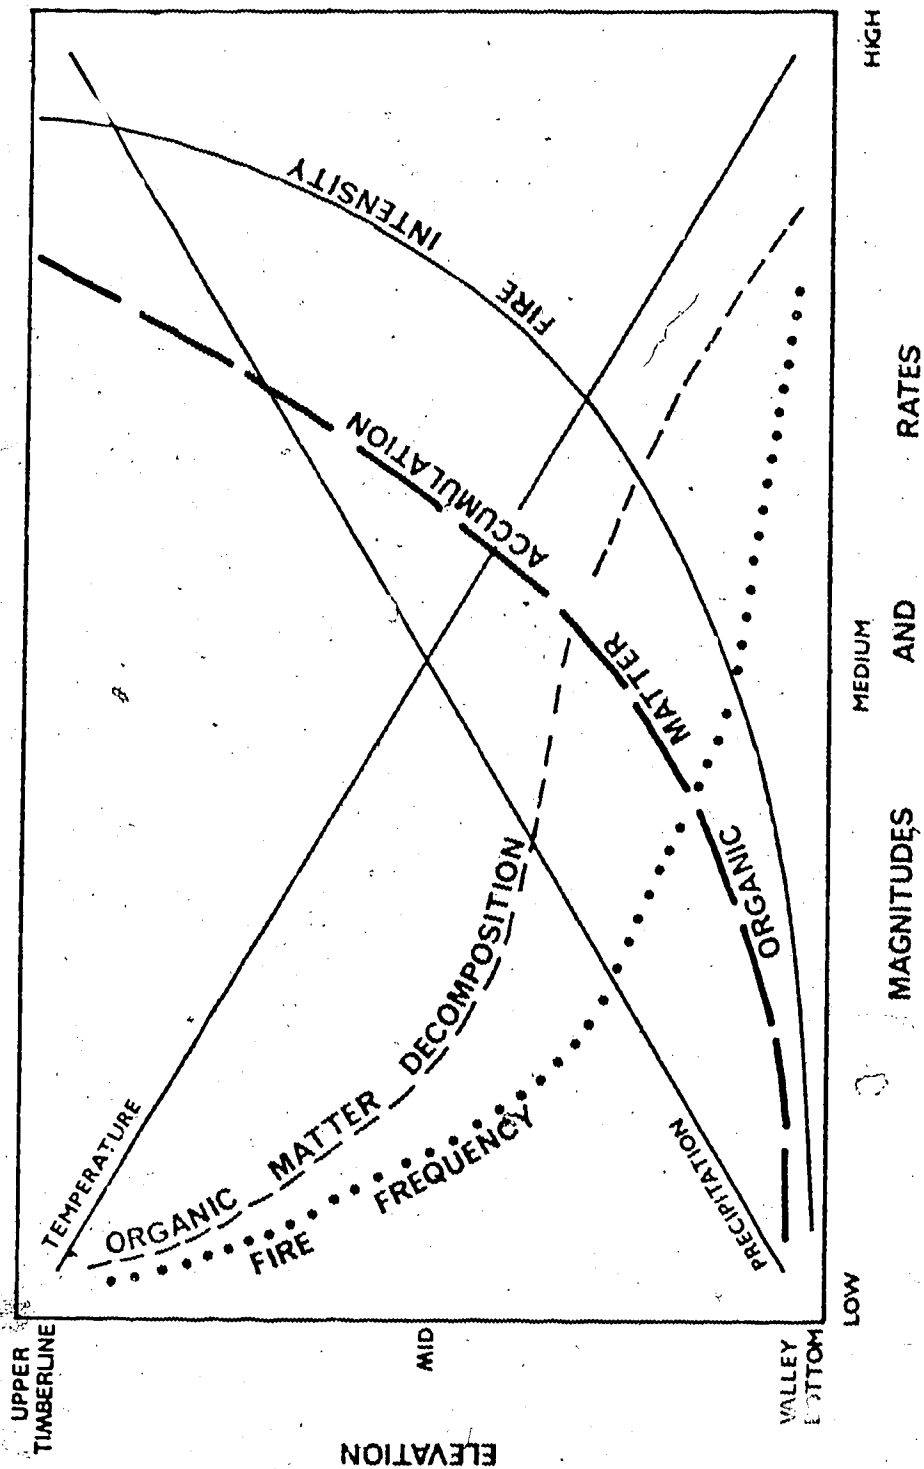 UPPER
TIMBERLINE
MID
VALLEY
BOTTOM
ELEVATION
TEMPERATURE
ORGANIC MATTER DECOMPOSITION
FIRE FREQUENCY
PRECIPITATION
ORGANIC MATTER ACCUMULATION
FIRE INTENSITY
LOW
MEDIUM
HIGH
MAGNITUDES AND RATES